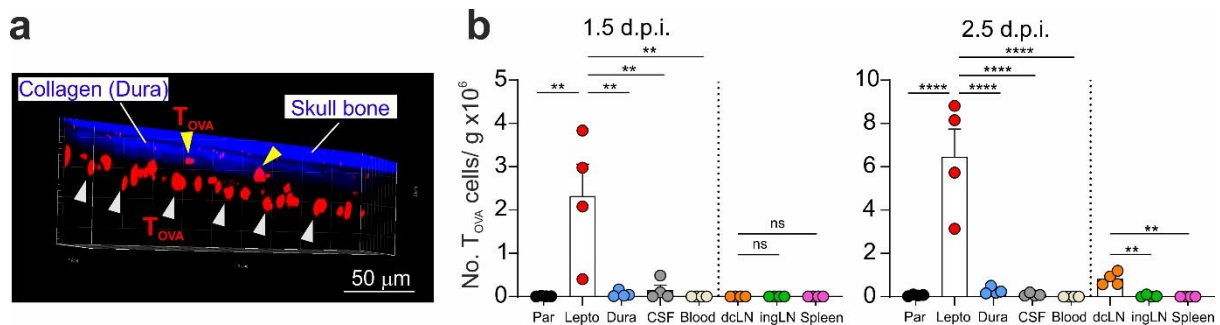 a
Collagen (Dura)
Skull bone
TOVA
TOVA
50 μm
b
1.5 d.p.i.
No. TOVA cells/ g x10⁶
5
4
3
2
1
0
**
**
**
**
ns
ns
Par Lepto Dura CSF Blood dcLN ingLN Spleen
2.5 d.p.i.
10
8
6
4
2
0
****
****
****
****
**
**
Par Lepto Dura CSF Blood dcLN ingLN Spleen